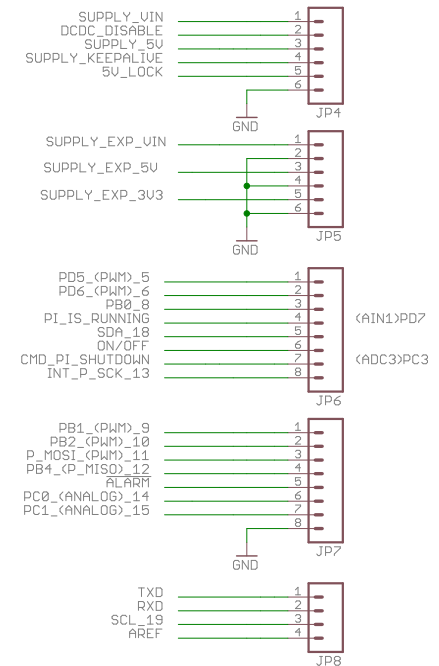 SUPPLY_VIN 1
DCDC_DISABLE 2
SUPPLY_5V 3
SUPPLY_KEEPALIVE 4
5V_LOCK 5
6
GND
JP4
SUPPLY_EXP_VIN 1
2
SUPPLY_EXP_5V 3
4
SUPPLY_EXP_3V3 5
6
GND
JP5
PD5_(PWM)_5 1
PD6_(PWM)_6 2
PB0_8 3
PI_IS_RUNNING 4 (AIN1)PD7
SDA_18 5
ON/OFF 6
CMD_PI_SHUTDOWN 7 (ADC3)PC3
INT_P_SCK_13 8
JP6
PB1_(PWM)_9 1
PB2_(PWM)_10 2
P_MOSI_(PWM)_11 3
PB4_(P_MISO)_12 4
ALARM 5
PC0_(ANALOG)_14 6
PC1_(ANALOG)_15 7
8
GND
JP7
TXD 1
RXD 2
SCL_19 3
AREF 4
JP8